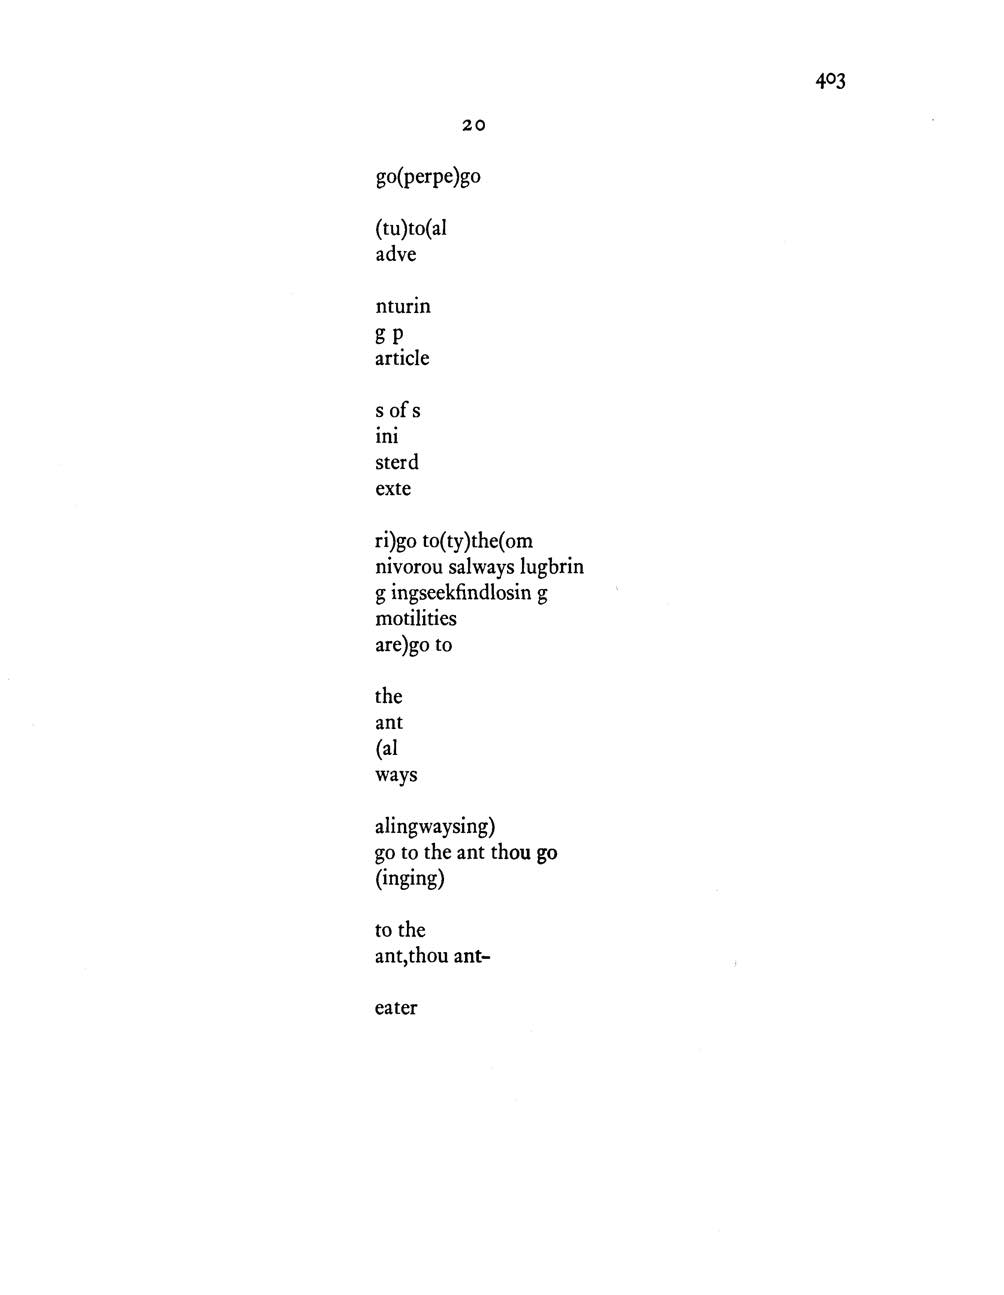 403
20
go(perpe)go
(tu)to(al
adve
nturin
g p
article
s of s
ini
sterd
exte
ri)go to(ty)the(om
nivorou salways lugbrin
g ingseekfindlosin g
motilities
are)go to
the
ant
(al
ways
alingwaysing)
go to the ant thou go
(inging)
to the
ant,thou ant-
eater